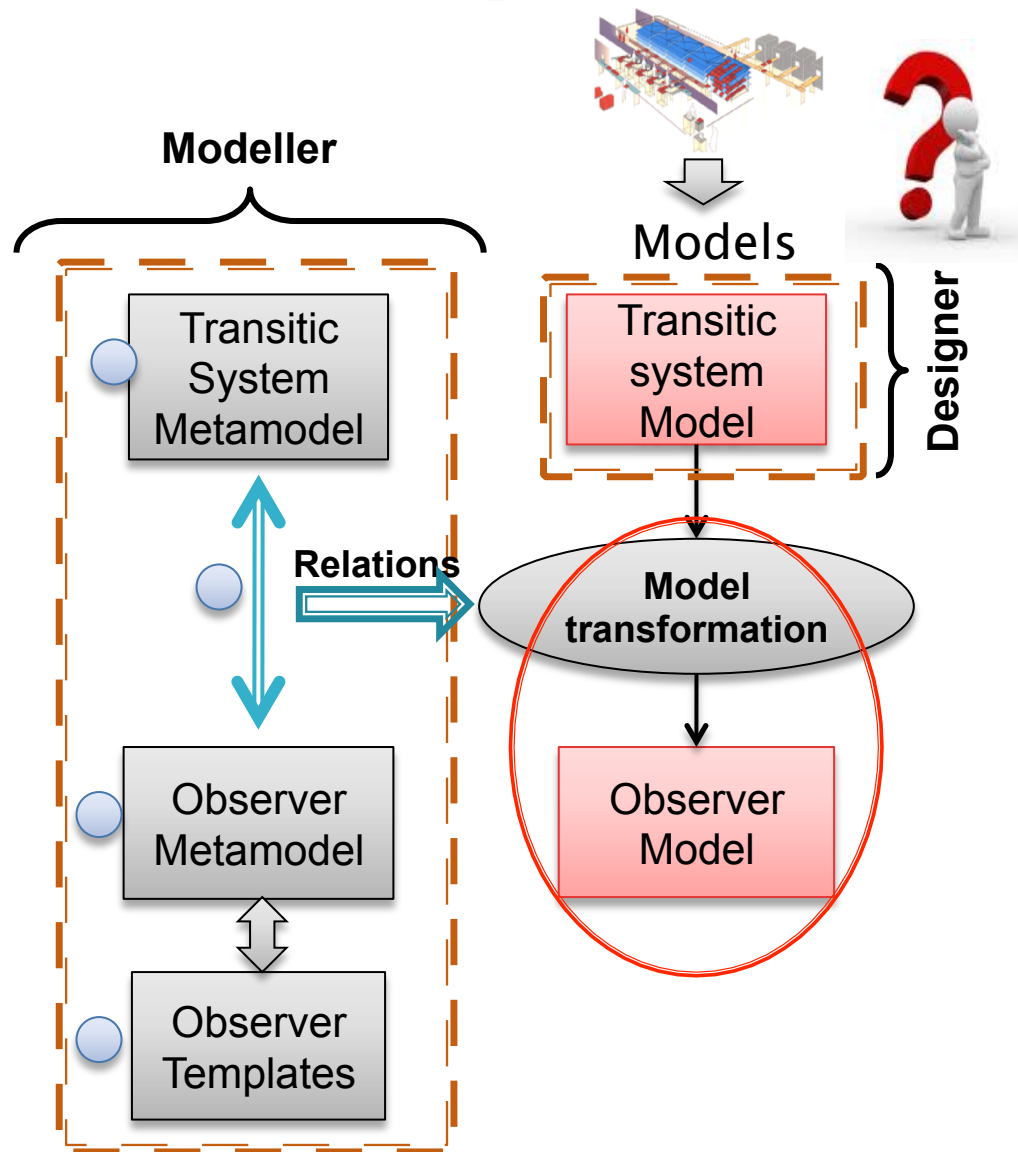 Modeller
Models
Transitic
System
Metamodel
Transitic
system
Model
Designer
Relations
Model
transformation
Observer
Metamodel
Observer
Model
Observer
Templates